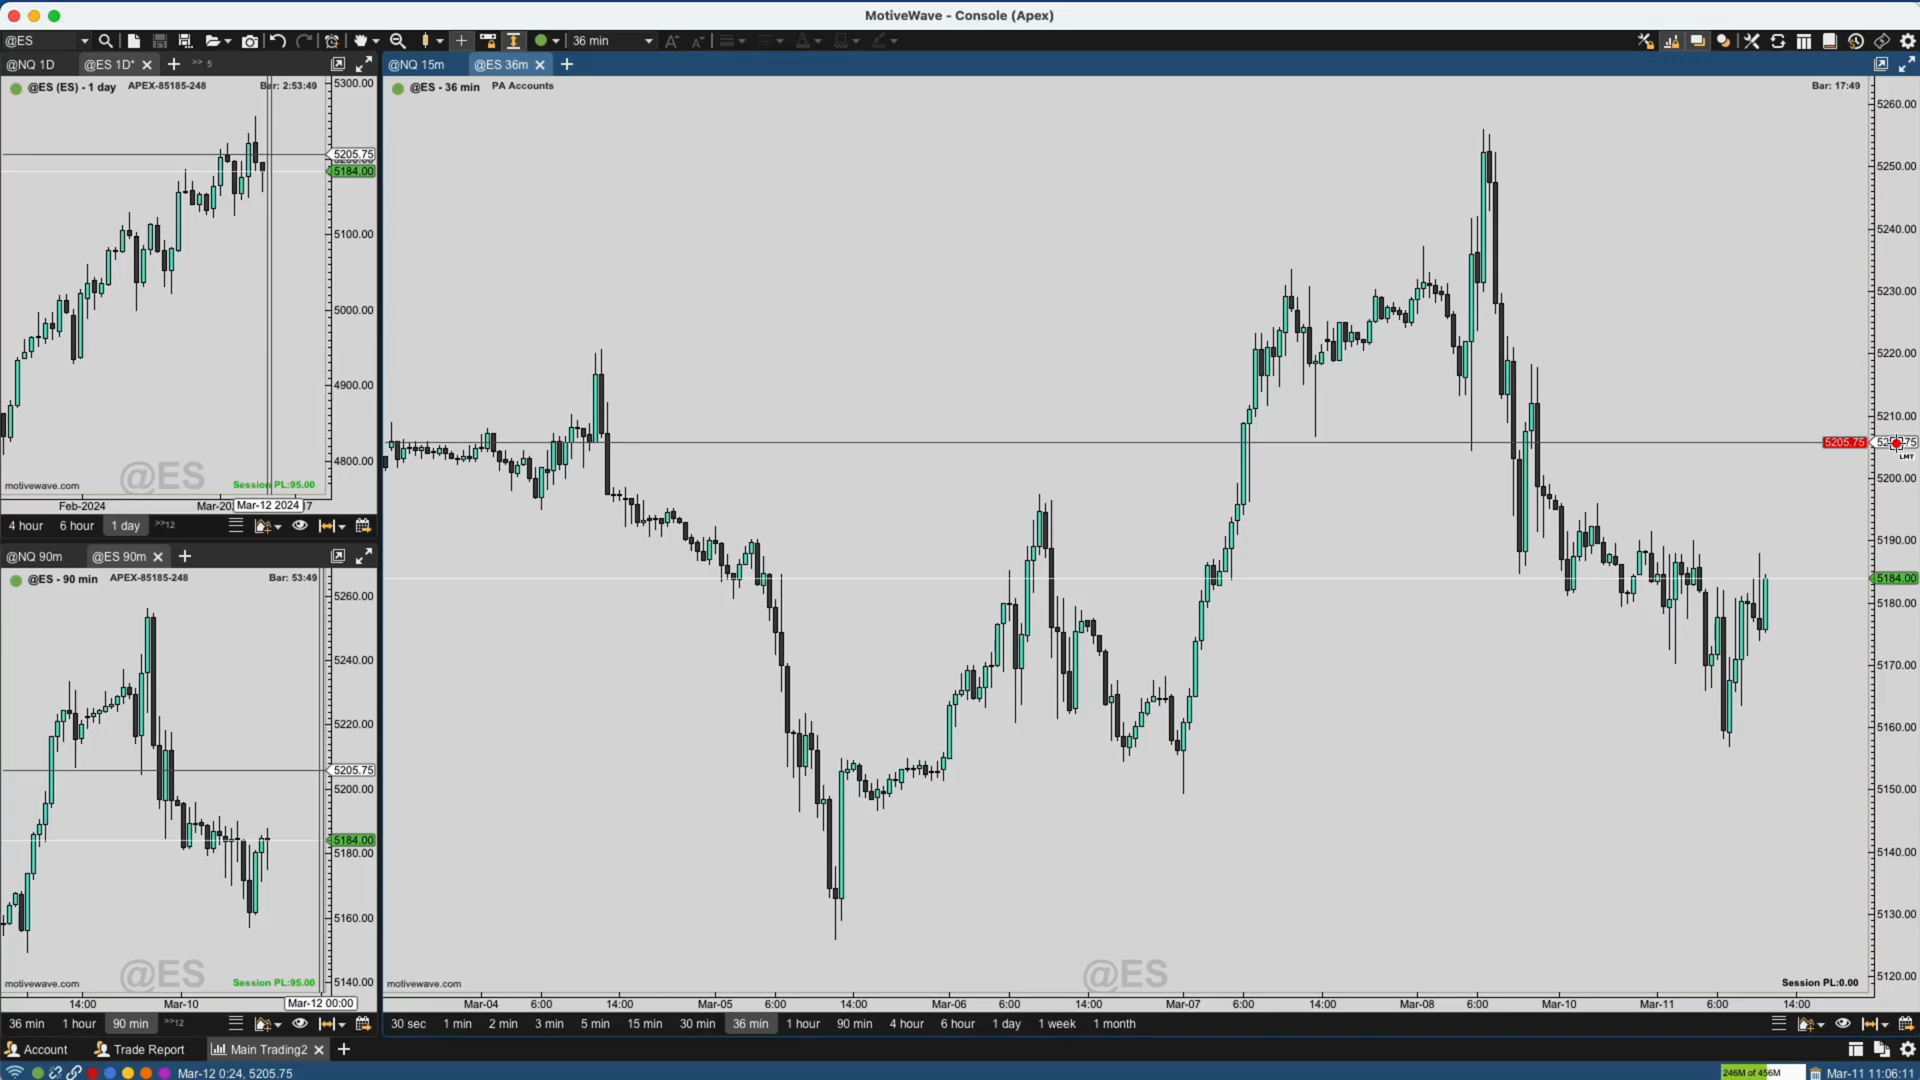 MotiveWave - Console (Apex)
@ES
36 min
@NQ 1D
@ES 1D*
>> 5
@NQ 15m
@ES 36m
@ES (ES) - 1 day
APEX-85185-248
Bar: 2:53:49
5300.00
5205.75
5184.00
5100.00
5000.00
4900.00
4800.00
@ES
motivewave.com
Session PL:95.00
Feb-2024
Mar-12 2024
4 hour
6 hour
1 day
>>12
@NQ 90m
@ES 90m
@ES - 90 min
APEX-85185-248
Bar: 53:49
5260.00
5240.00
5220.00
5205.75
5200.00
5184.00
5180.00
5160.00
5140.00
@ES
motivewave.com
Session PL:95.00
14:00
Mar-10
Mar-12 00:00
36 min
1 hour
90 min
>>12
@ES - 36 min
PA Accounts
Bar: 17:49
5260.00
5250.00
5240.00
5230.00
5220.00
5210.00
5205.75
LMT
5200.00
5190.00
5184.00
5180.00
5170.00
5160.00
5150.00
5140.00
5130.00
5120.00
@ES
motivewave.com
Session PL:0.00
Mar-04
6:00
14:00
Mar-05
6:00
14:00
Mar-06
6:00
14:00
Mar-07
6:00
14:00
Mar-08
6:00
Mar-10
Mar-11
6:00
14:00
30 sec
1 min
2 min
3 min
5 min
15 min
30 min
36 min
1 hour
90 min
4 hour
6 hour
1 day
1 week
1 month
Account
Trade Report
Main Trading2
Mar-12 0:24, 5205.75
246M of 456M
Mar-11 11:06:11